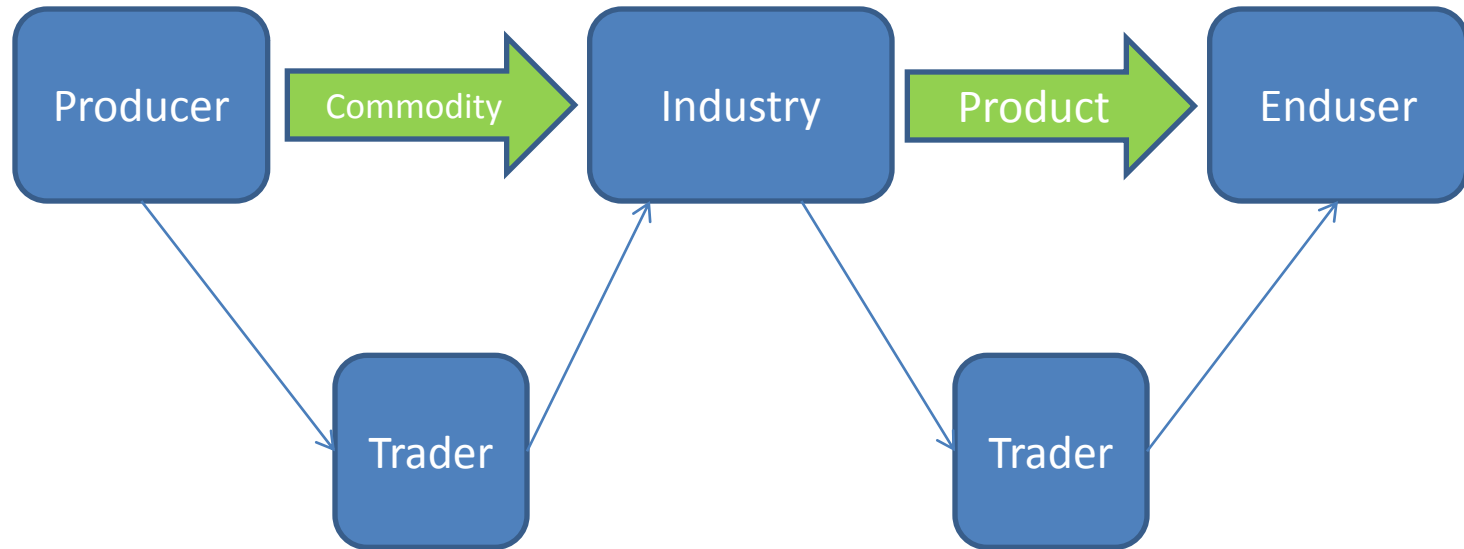 Producer
Commodity
Industry
Product
Enduser
Trader
Trader